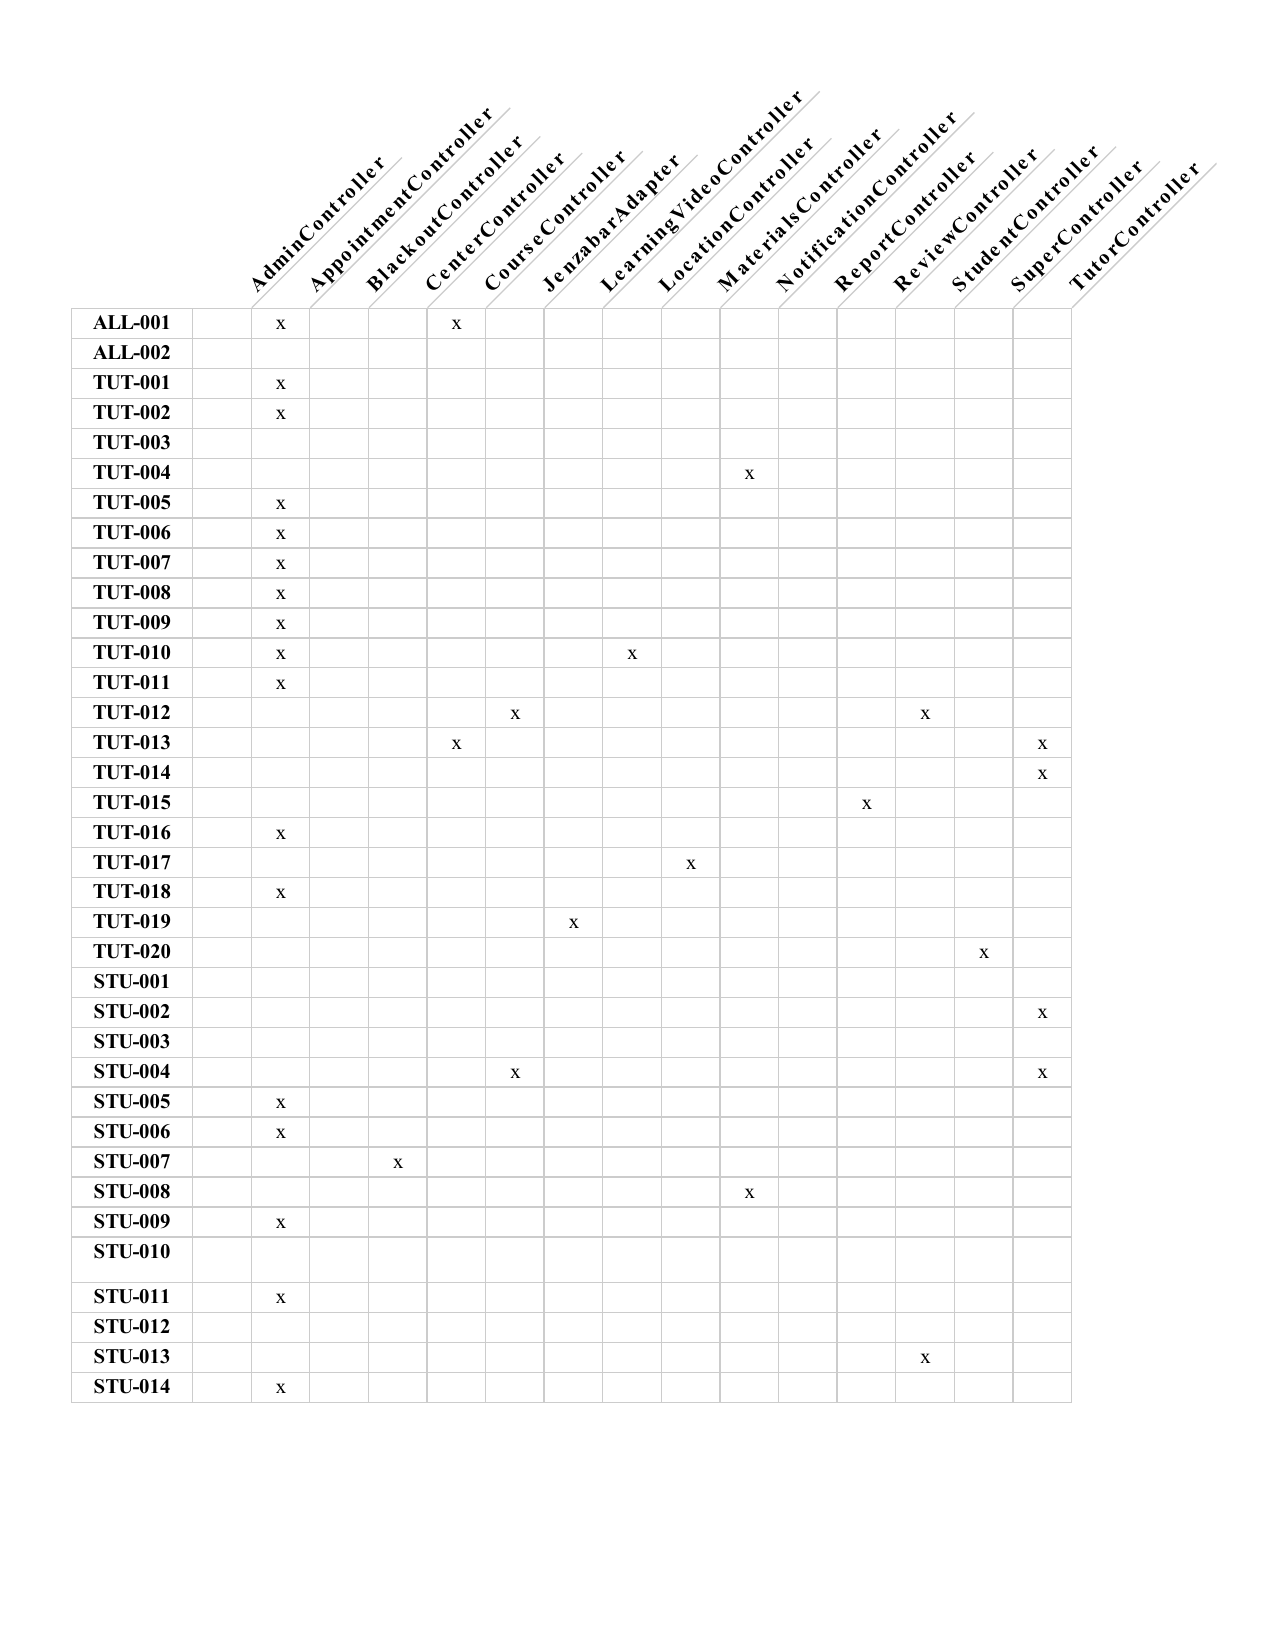 AdminController
AppointmentController
BlackoutController
CenterController
CourseController
JenzabarAdapter
LearningVideoController
LocationController
MaterialsController
NotificationController
ReportController
ReviewController
StudentController
SuperController
TutorController
ALL-001 x x
ALL-002
TUT-001 x
TUT-002 x
TUT-003
TUT-004 x
TUT-005 x
TUT-006 x
TUT-007 x
TUT-008 x
TUT-009 x
TUT-010 x x
TUT-011 x
TUT-012 x x
TUT-013 x x
TUT-014 x
TUT-015 x
TUT-016 x
TUT-017 x
TUT-018 x
TUT-019 x
TUT-020 x
STU-001
STU-002 x
STU-003
STU-004 x x
STU-005 x
STU-006 x
STU-007 x
STU-008 x
STU-009 x
STU-010
STU-011 x
STU-012
STU-013 x
STU-014 x